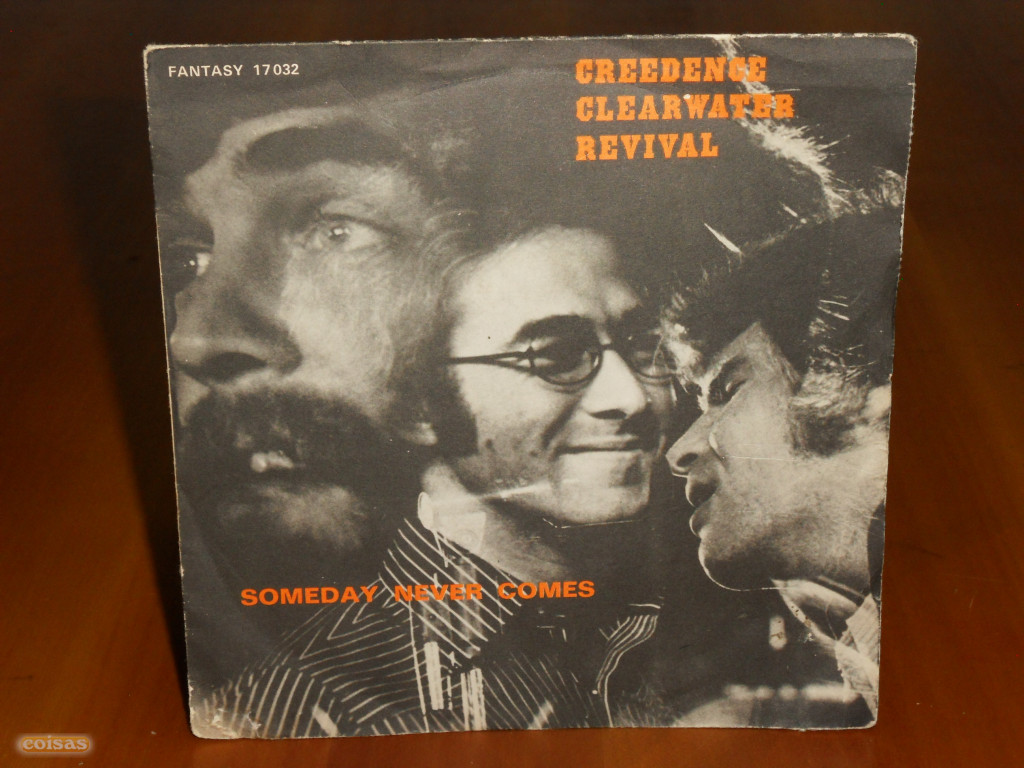 FANTASY 17032
CREEDENCE
CLEARWATER
REVIVAL
SOMEDAY NEVER COMES
coisas